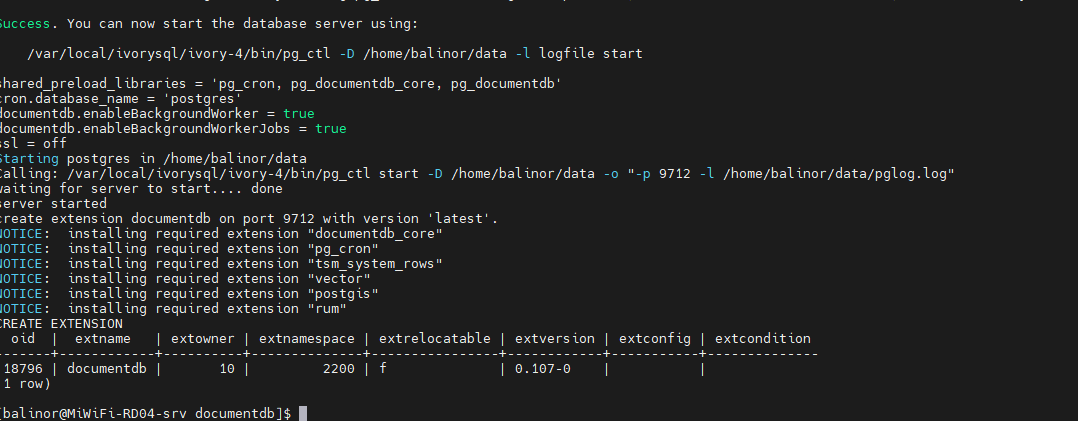 Success. You can now start the database server using:
/var/local/ivorysql/ivory-4/bin/pg_ctl -D /home/balinor/data -l logfile start
shared_preload_libraries = 'pg_cron, pg_documentdb_core, pg_documentdb'
cron.database_name = 'postgres'
documentdb.enableBackgroundWorker = true
documentdb.enableBackgroundWorkerJobs = true
ssl = off
Starting postgres in /home/balinor/data
Calling: /var/local/ivorysql/ivory-4/bin/pg_ctl start -D /home/balinor/data -o "-p 9712 -l /home/balinor/data/pglog.log"
waiting for server to start.... done
server started
create extension documentdb on port 9712 with version 'latest'.
NOTICE:  installing required extension "documentdb_core"
NOTICE:  installing required extension "pg_cron"
NOTICE:  installing required extension "tsm_system_rows"
NOTICE:  installing required extension "vector"
NOTICE:  installing required extension "postgis"
NOTICE:  installing required extension "rum"
CREATE EXTENSION
  oid  |  extname   | extowner | extnamespace | extrelocatable | extversion | extconfig | extcondition
-------+------------+----------+--------------+----------------+------------+-----------+--------------
 18796 | documentdb |       10 |         2200 | f              | 0.107-0    |           |
1 row)
[balinor@MiWiFi-RD04-srv documentdb]$